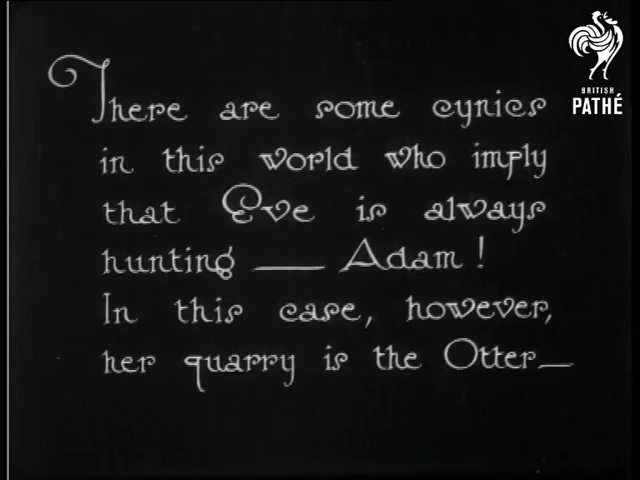 There are some cynics
in this world who imply
that Eve is always
hunting — Adam!
In this case, however,
her quarry is the Otter—
BRITISH
PATHÉ